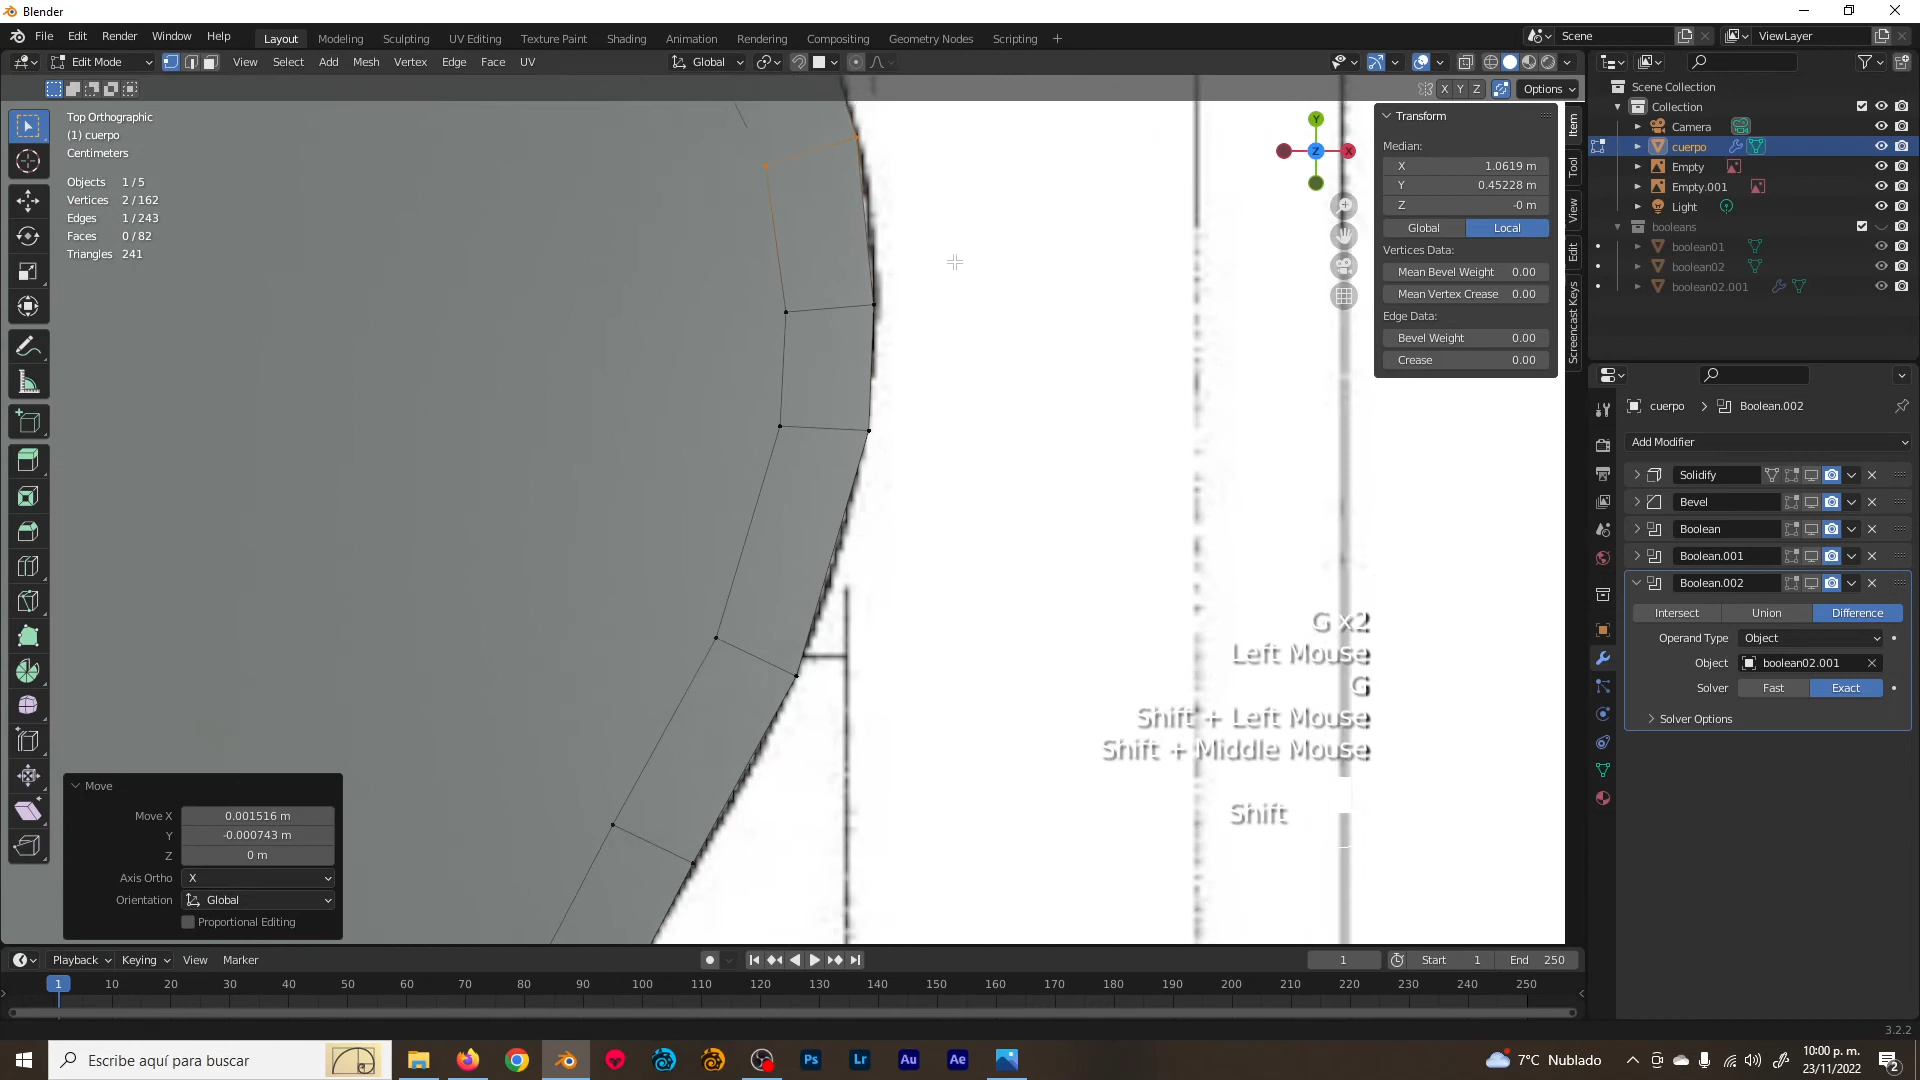 Blender
File Edit Render Window Help
Layout Modeling Sculpting UV Editing Texture Paint Shading Animation Rendering Compositing Geometry Nodes Scripting +
Scene
ViewLayer
Edit Mode View Select Add Mesh Vertex Edge Face UV
Global
X Y Z Options
Top Orthographic
(1) cuerpo
Centimeters
Objects 1 / 5
Vertices 2 / 162
Edges 1 / 243
Faces 0 / 82
Triangles 241
Y
Z
X
Transform
Median:
X 1.0619 m
Y 0.45228 m
Z -0 m
Global Local
Vertices Data:
Mean Bevel Weight 0.00
Mean Vertex Crease 0.00
Edge Data:
Bevel Weight 0.00
Crease 0.00
Item
Tool
View
Edit
Screencast Keys
G x2
Left Mouse
G
Shift + Left Mouse
Shift + Middle Mouse
Shift
Move
Move X 0.001516 m
Y -0.000743 m
Z 0 m
Axis Ortho X
Orientation Global
Proportional Editing
Scene Collection
Collection
Camera
cuerpo
Empty
Empty.001
Light
booleans
boolean01
boolean02
boolean02.001
cuerpo > Boolean.002
Add Modifier
Solidify
Bevel
Boolean
Boolean.001
Boolean.002
Intersect Union Difference
Operand Type Object
Object boolean02.001
Solver Fast Exact
Solver Options
Playback Keying View Marker
1 Start 1 End 250
1 10 20 30 40 50 60 70 80 90 100 110 120 130 140 150 160 170 180 190 200 210 220 230 240 250
3.2.2
Escribe aquí para buscar
Ps Lr Au Ae
7°C Nublado
10:00 p. m.
23/11/2022
2